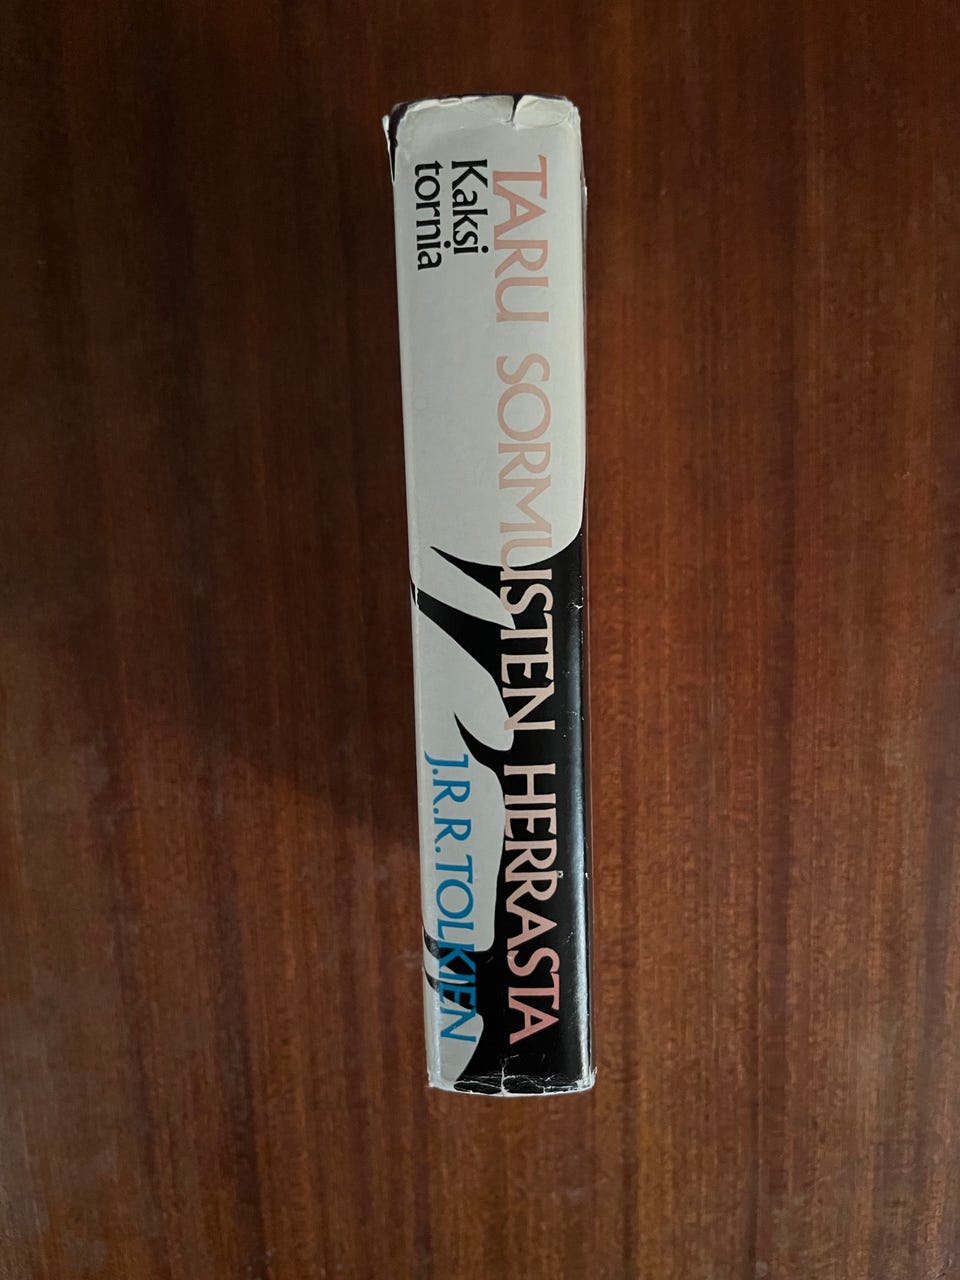 TARU SORMUSTEN HERRASTA
Kaksi
tornia
J.R.R. TOLKIEN